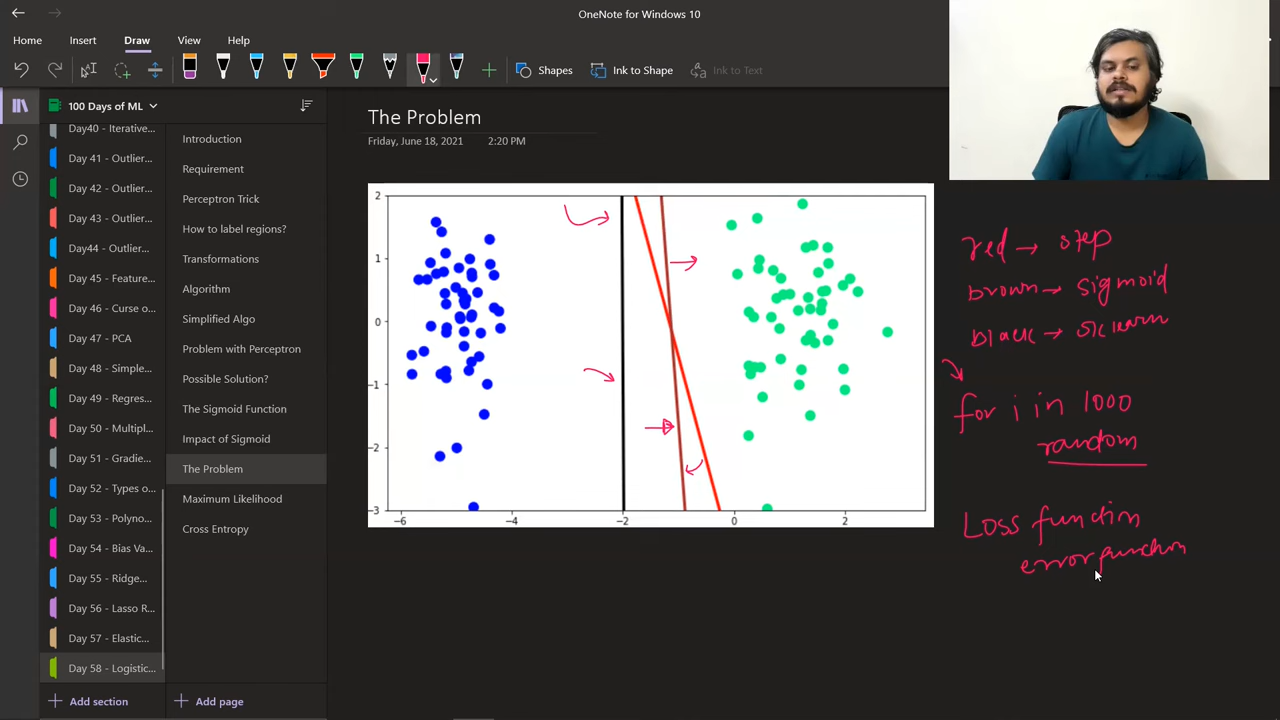 OneNote for Windows 10
Home Insert Draw View Help
Shapes Ink to Shape Ink to Text
100 Days of ML
Day40 - Iterative...
Day 41 - Outlier...
Day 42 - Outlier...
Day 43 - Outlier...
Day44 - Outlier...
Day 45 - Feature...
Day 46 - Curse o...
Day 47 - PCA
Day 48 - Simple...
Day 49 - Regres...
Day 50 - Multipl...
Day 51 - Gradie...
Day 52 - Types o...
Day 53 - Polyno...
Day 54 - Bias Va...
Day 55 - Ridge...
Day 56 - Lasso R...
Day 57 - Elastic...
Day 58 - Logistic...
Add section
Introduction
Requirement
Perceptron Trick
How to label regions?
Transformations
Algorithm
Simplified Algo
Problem with Perceptron
Possible Solution?
The Sigmoid Function
Impact of Sigmoid
The Problem
Maximum Likelihood
Cross Entropy
Add page
The Problem
Friday, June 18, 2021 2:20 PM
2
1
0
-1
-2
-3
-6 -4 -2 0 2
red → step
brown → sigmoid
black → sklearn
for i in 1000
random
Loss function
error function